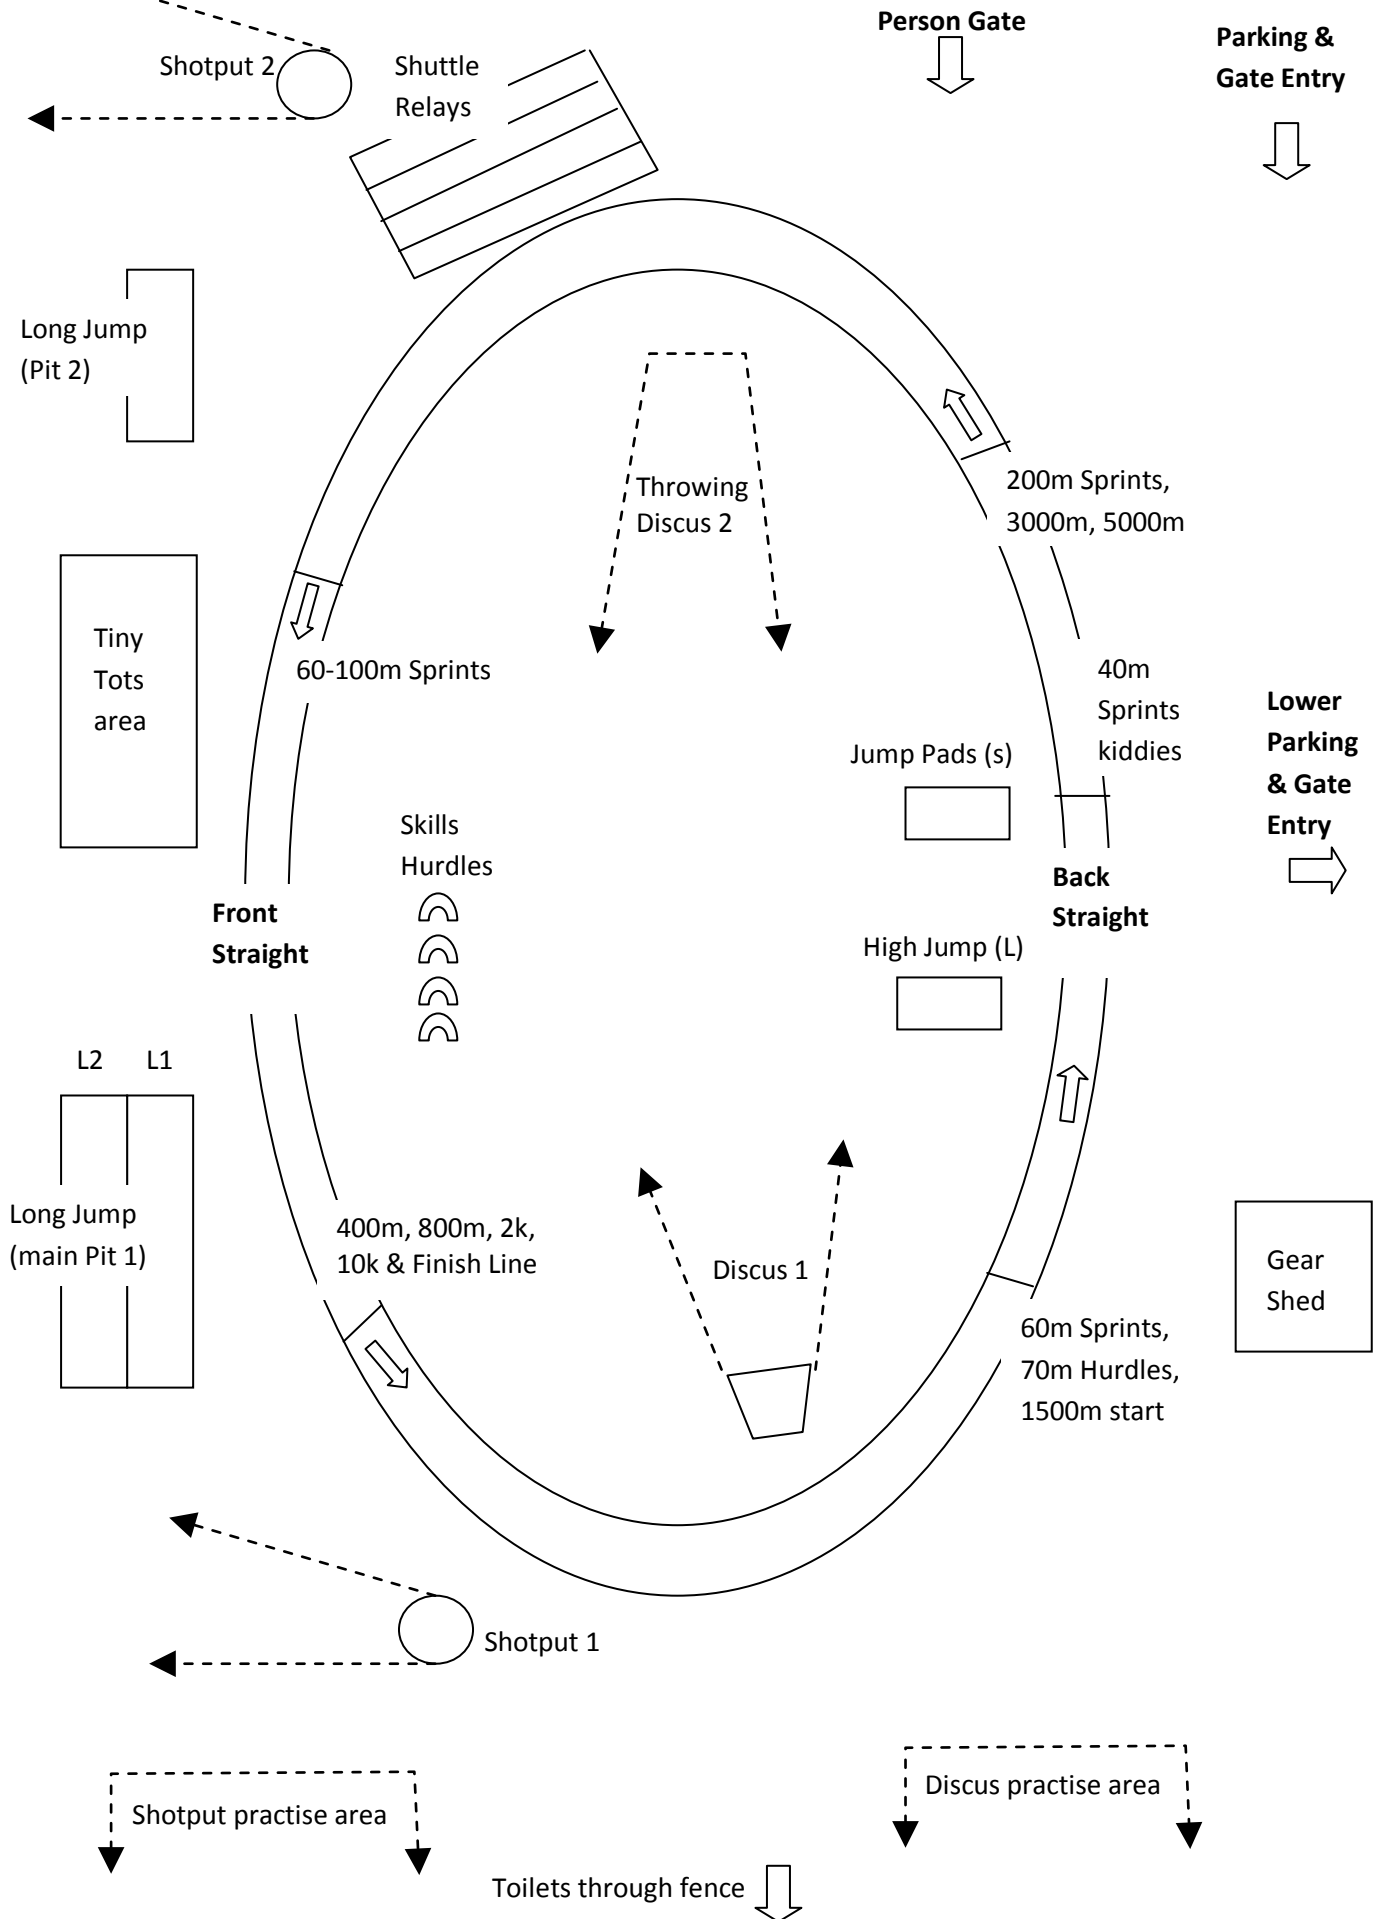 Person Gate
Parking &
Gate Entry
Shotput 2
Shuttle
Relays
Long Jump
(Pit 2)
Throwing
Discus 2
200m Sprints,
3000m, 5000m
Tiny
Tots
area
60-100m Sprints
40m
Sprints
kiddies
Lower
Parking
& Gate
Entry
Jump Pads (s)
Skills
Hurdles
Back
Straight
Front
Straight
High Jump (L)
L2 L1
Long Jump
(main Pit 1)
400m, 800m, 2k,
10k & Finish Line
Discus 1
Gear
Shed
60m Sprints,
70m Hurdles,
1500m start
Shotput 1
Discus practise area
Shotput practise area
Toilets through fence